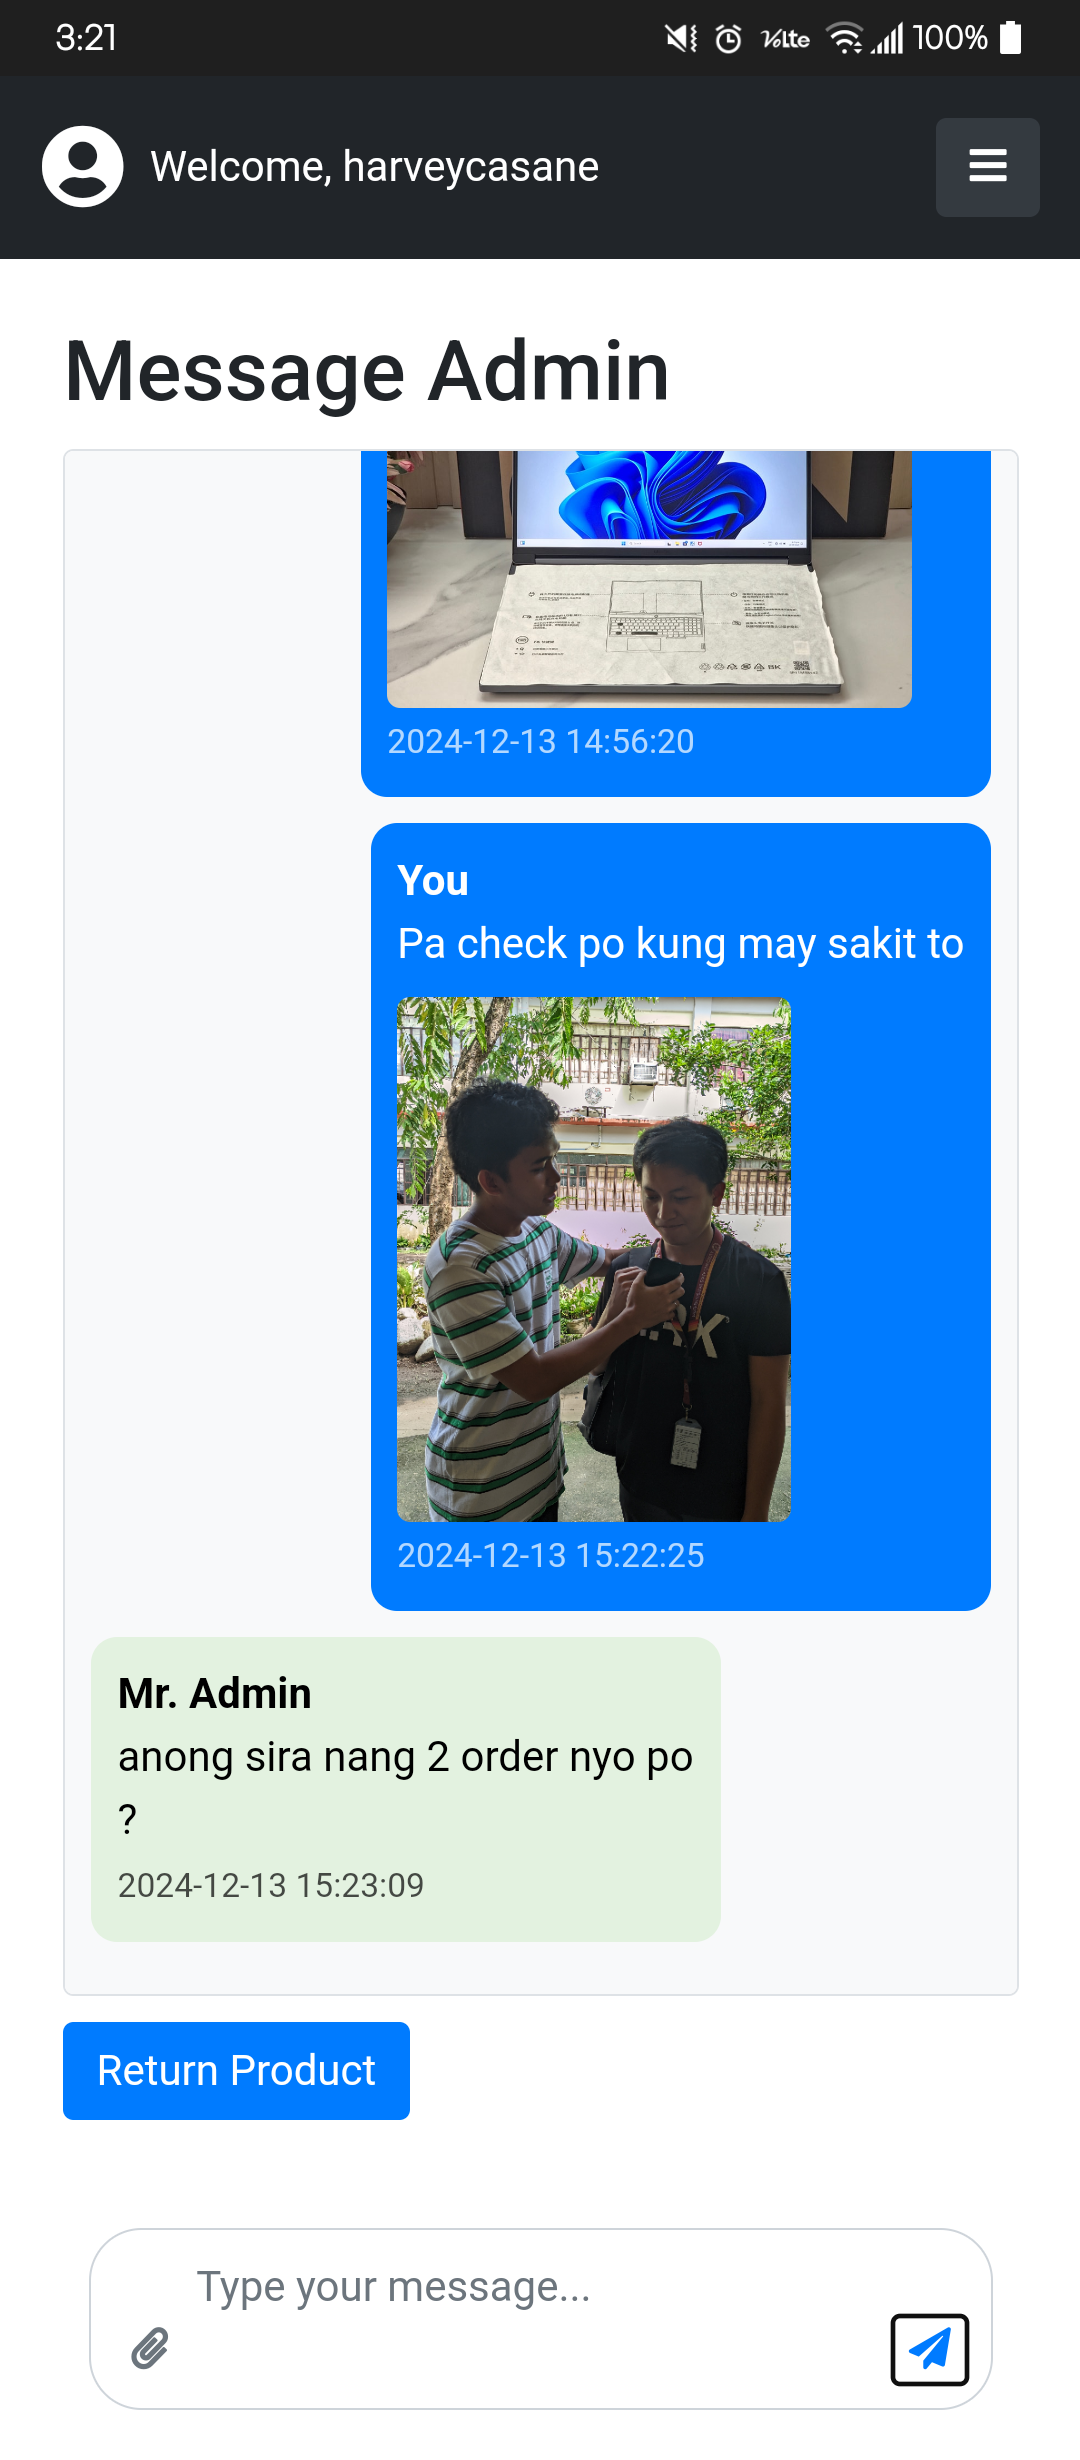 3:21
VoLte
100%
Welcome, harveycasane
Message Admin
BK
2024-12-13 14:56:20
You
Pa check po kung may sakit to
2024-12-13 15:22:25
Mr. Admin
anong sira nang 2 order nyo po
?
2024-12-13 15:23:09
Return Product
Type your message...